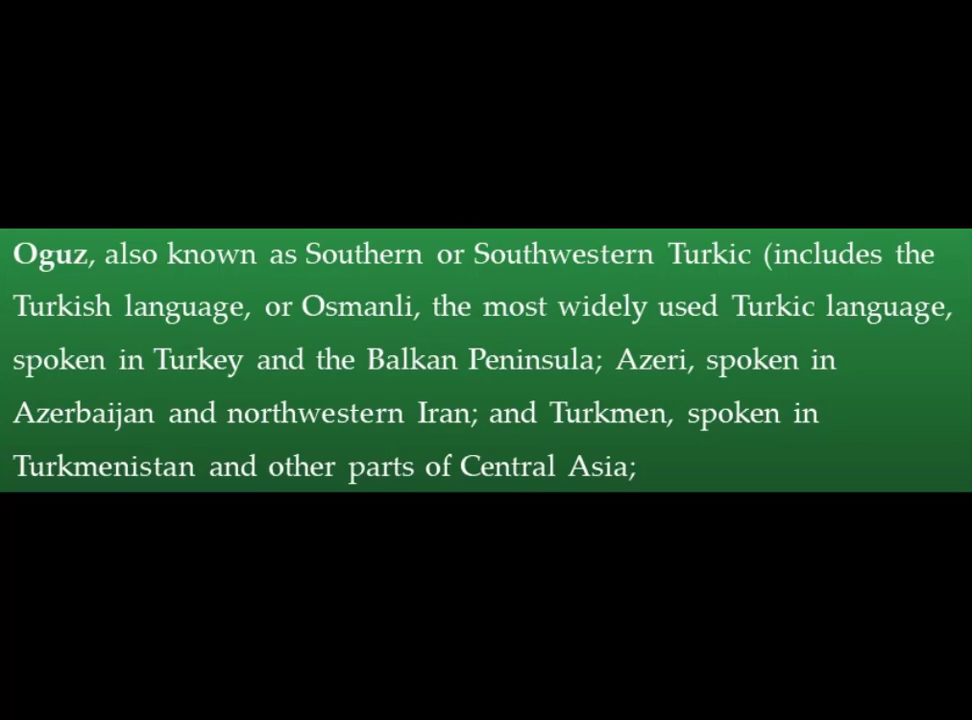 Oguz, also known as Southern or Southwestern Turkic (includes the
Turkish language, or Osmanli, the most widely used Turkic language,
spoken in Turkey and the Balkan Peninsula; Azeri, spoken in
Azerbaijan and northwestern Iran; and Turkmen, spoken in
Turkmenistan and other parts of Central Asia;